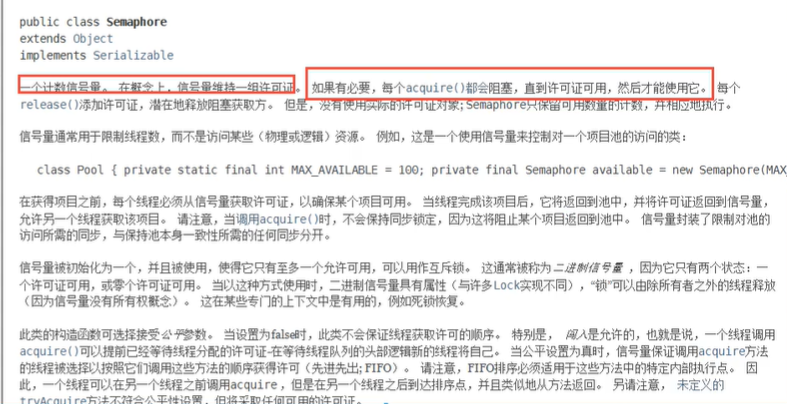 public class Semaphore
extends Object
implements Serializable
一个计数信号量。 在概念上，信号量维持一组许可证。 如果有必要，每个acquire()都会阻塞，直到许可证可用，然后才能使用它。 每个
release()添加许可证，潜在地释放阻塞获取方。 但是，没有使用实际的许可证对象; Semaphore只保留可用数量的计数，并相应地执行。
信号量通常用于限制线程数，而不是访问某些（物理或逻辑）资源。 例如，这是一个使用信号量来控制对一个项目池的访问的类：
class Pool { private static final int MAX_AVAILABLE = 100; private final Semaphore available = new Semaphore(MAX_
在获得项目之前，每个线程必须从信号量获取许可证，以确保某个项目可用。 当线程完成该项目后，它将返回到池中，并将许可证返回到信号量，
允许另一个线程获取该项目。 请注意，当调用acquire()时，不会保持同步锁定，因为这将阻止某个项目返回到池中。 信号量封装了限制对池的
访问所需的同步，与保持池本身一致性所需的任何同步分开。
信号量被初始化为一个，并且被使用，使得它只有至多一个允许可用，可以用作互斥锁。 这通常被称为二进制信号量 ，因为它只有两个状态：一
个许可证可用，或零个许可证可用。 当以这种方式使用时，二进制信号量具有属性（与许多Lock实现不同），“锁”可以由除所有者之外的线程释放
（因为信号量没有所有权概念）。 这在某些专门的上下文中是有用的，例如死锁恢复。
此类的构造函数可选择接受公平参数。 当设置为false时，此类不会保证线程获取许可的顺序。 特别是， 闯入是允许的，也就是说，一个线程调用
acquire()可以提前已经等待线程分配的许可证-在等待线程队列的头部逻辑新的线程将自己。 当公平设置为真时，信号量保证调用acquire方法
的线程被选择以按照它们调用这些方法的顺序获得许可（先进先出; FIFO）。 请注意，FIFO排序必须适用于这些方法中的特定内部执行点。 因
此，一个线程可以在另一个线程之前调用acquire ，但是在另一个线程之后到达排序点，并且类似地从方法返回。 另请注意， 未定义的
tryAcquire方法不符合公平性设置，但将采取任何可用的许可证。